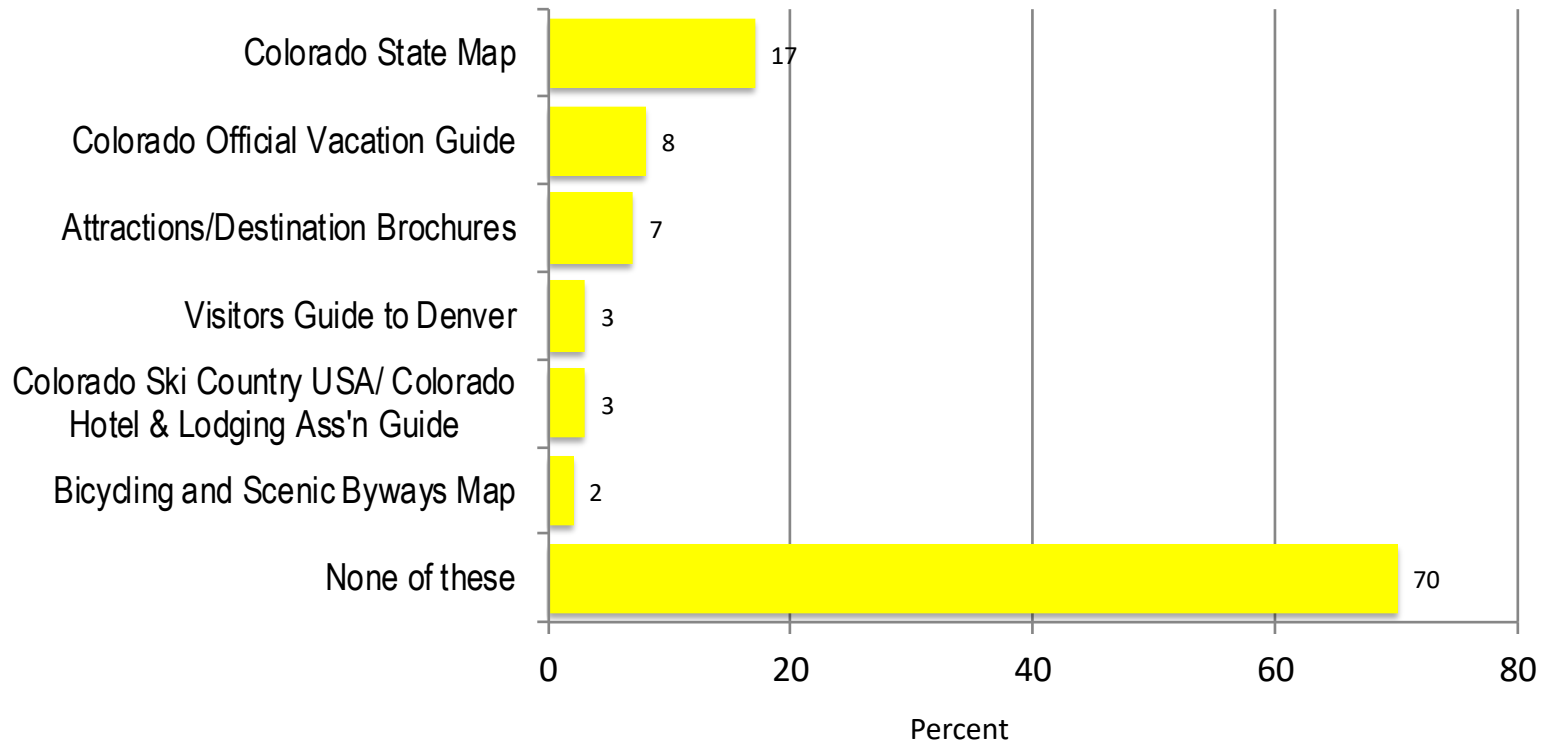 Colorado State Map
17
Colorado Official Vacation Guide
8
Attractions/Destination Brochures
7
Visitors Guide to Denver
3
Colorado Ski Country USA/ Colorado
Hotel & Lodging Ass'n Guide
3
Bicycling and Scenic Byways Map
2
None of these
70
0 20 40 60 80
Percent